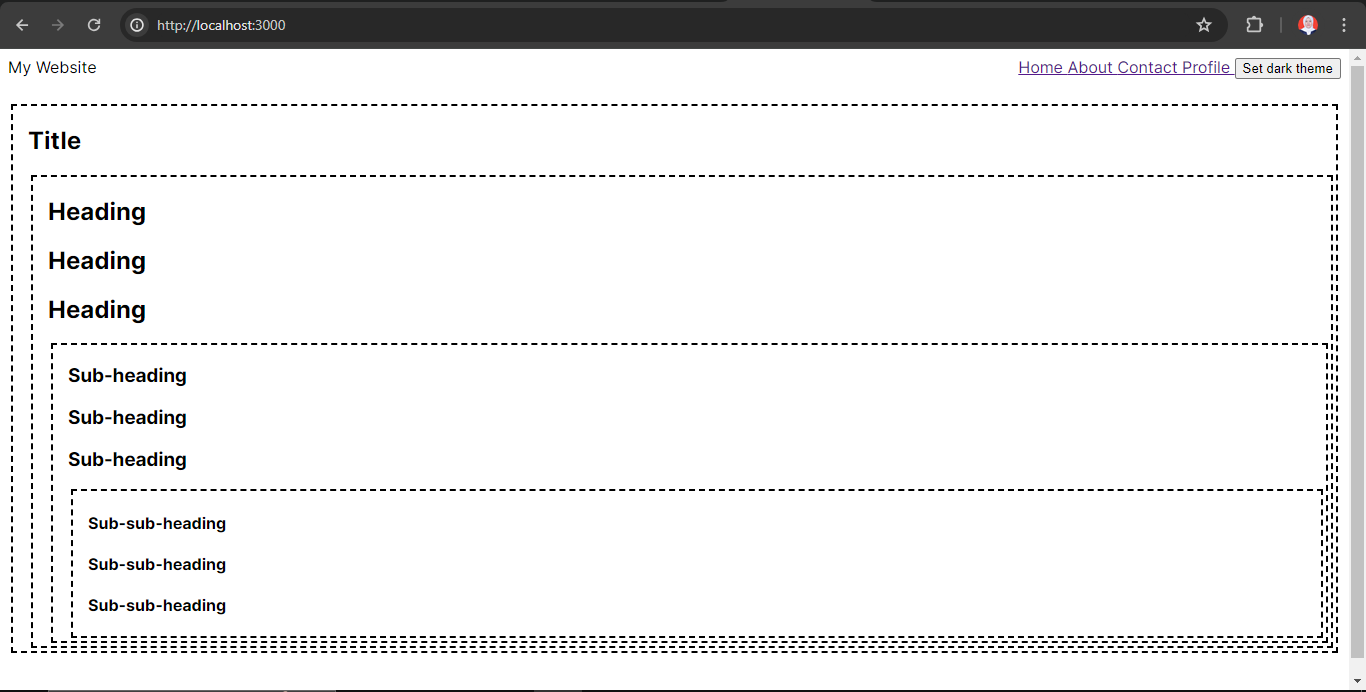 http://localhost:3000
My Website Home About Contact Profile Set dark theme
Title
Heading
Heading
Heading
Sub-heading
Sub-heading
Sub-heading
Sub-sub-heading
Sub-sub-heading
Sub-sub-heading